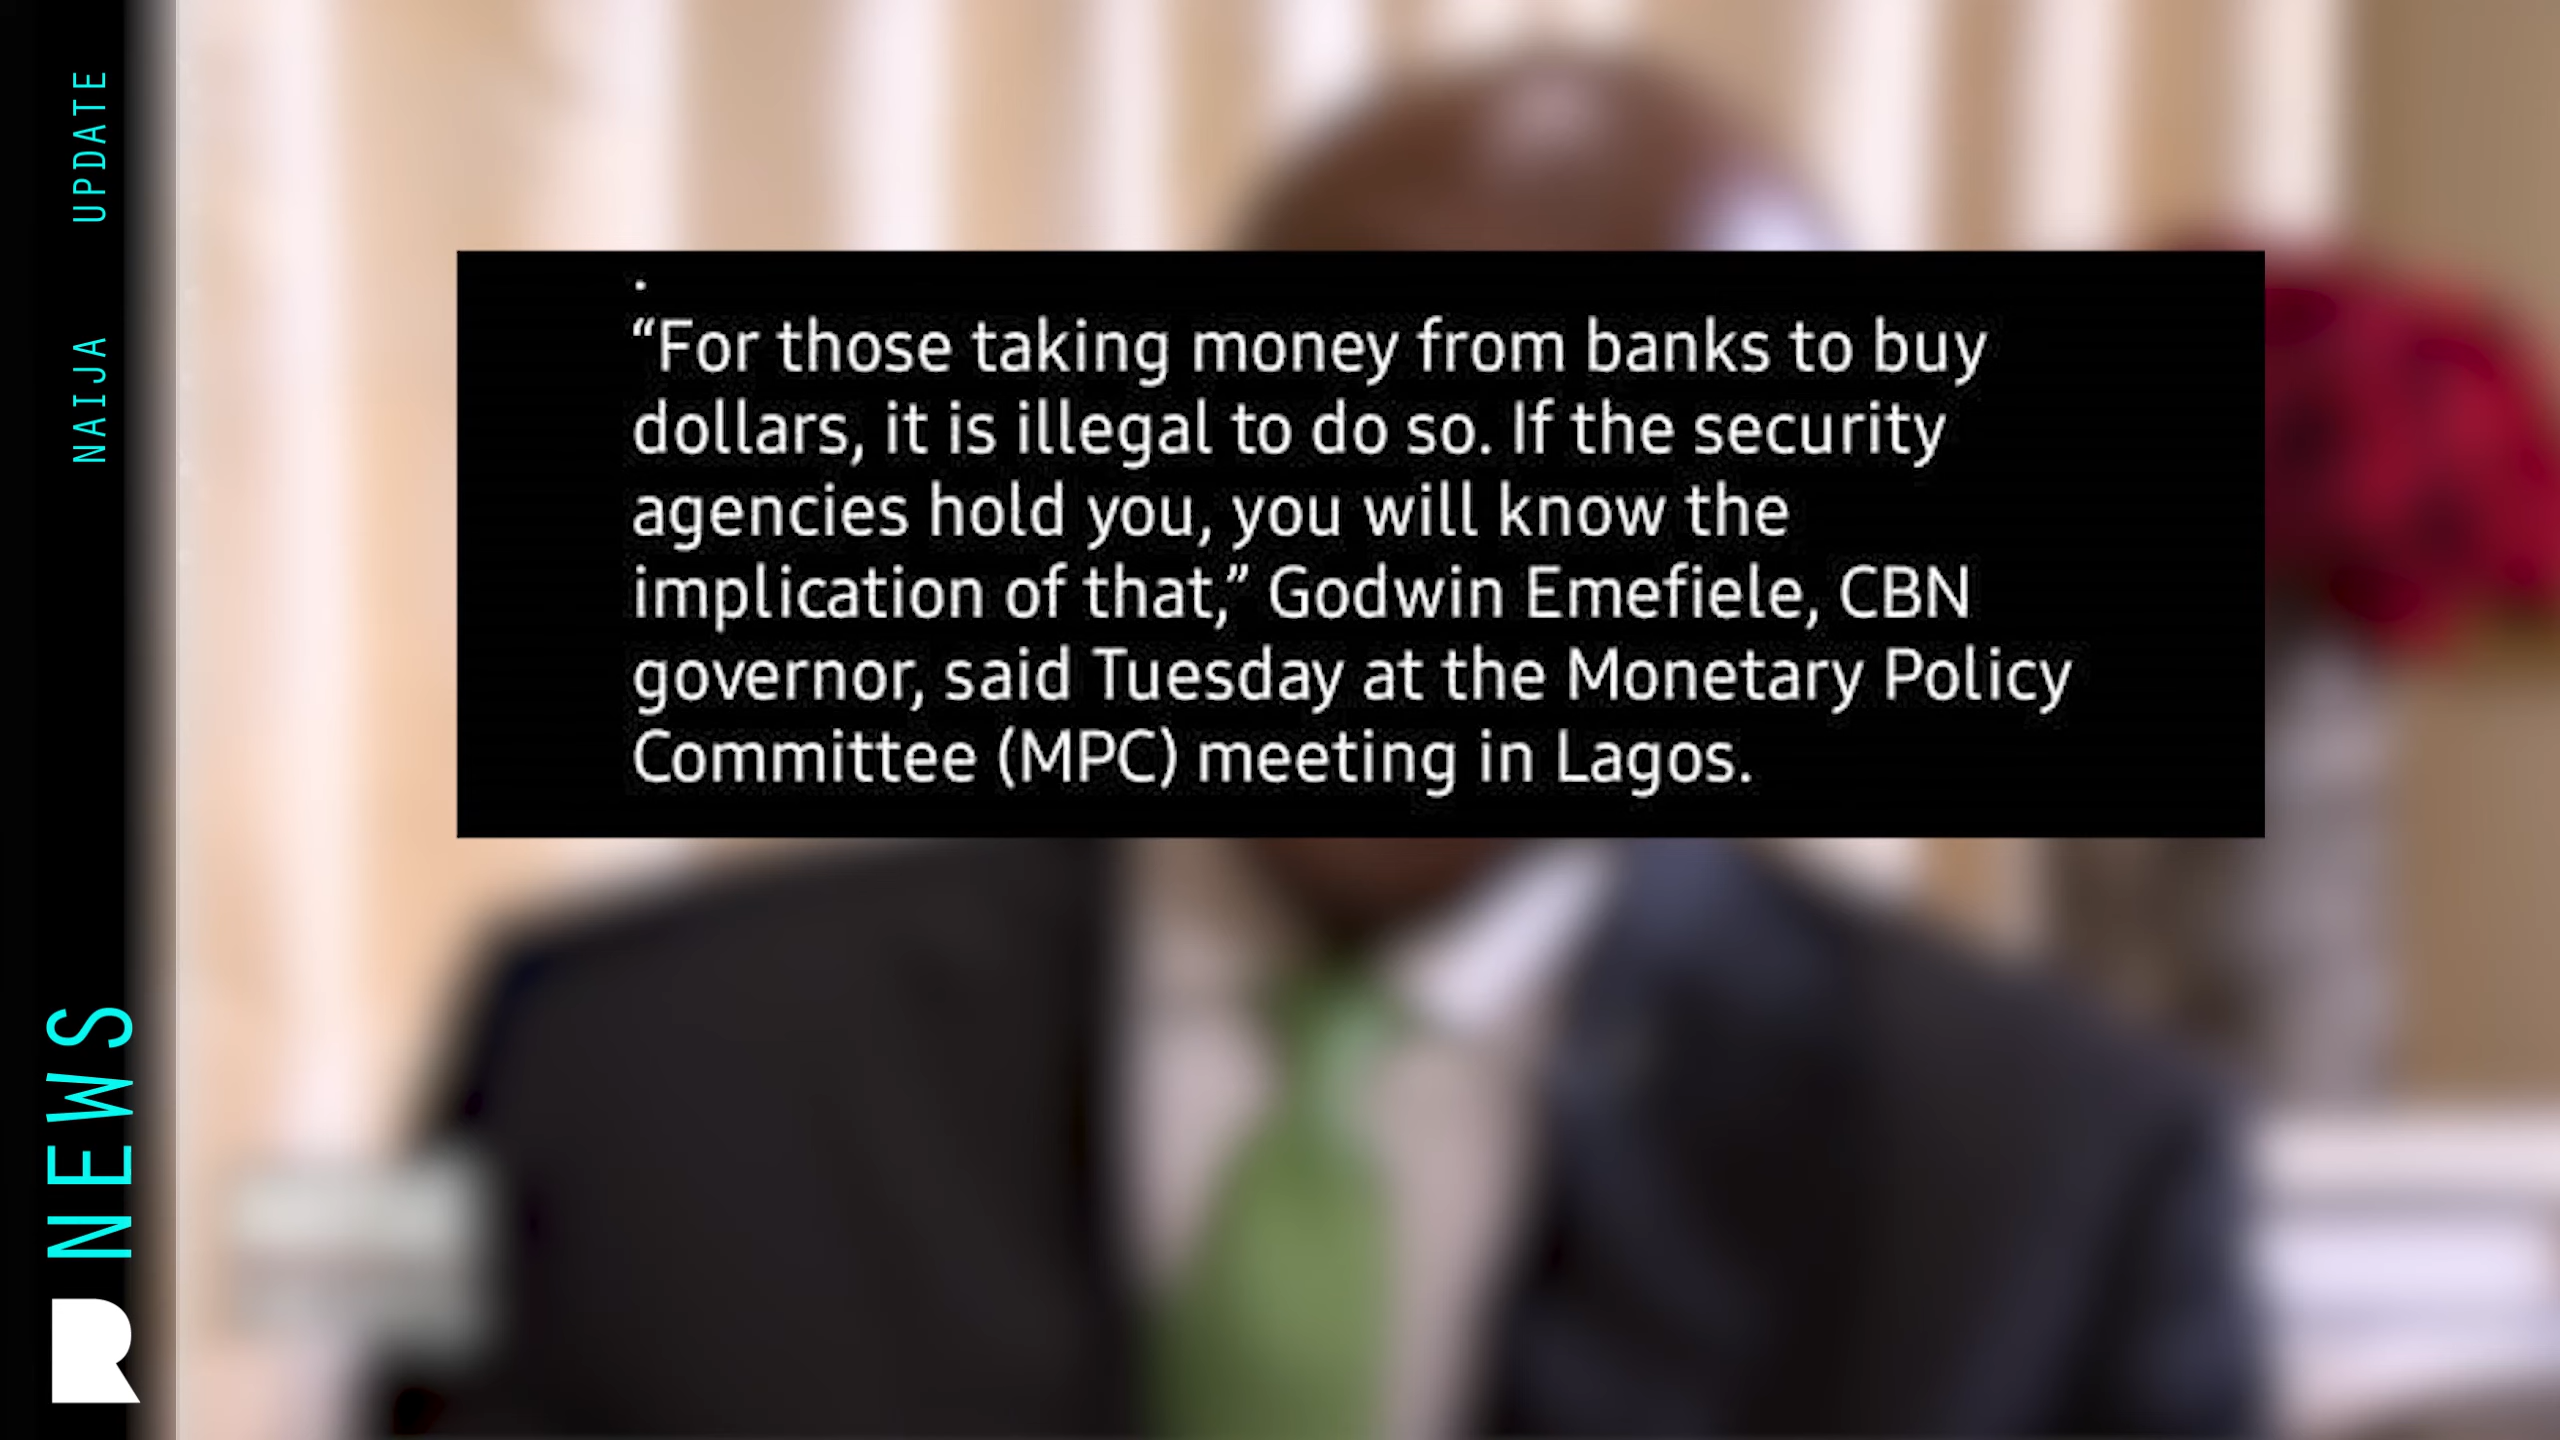 UPDATE
NAIJA
NEWS
R
.
“For those taking money from banks to buy
dollars, it is illegal to do so. If the security
agencies hold you, you will know the
implication of that,” Godwin Emefiele, CBN
governor, said Tuesday at the Monetary Policy
Committee (MPC) meeting in Lagos.